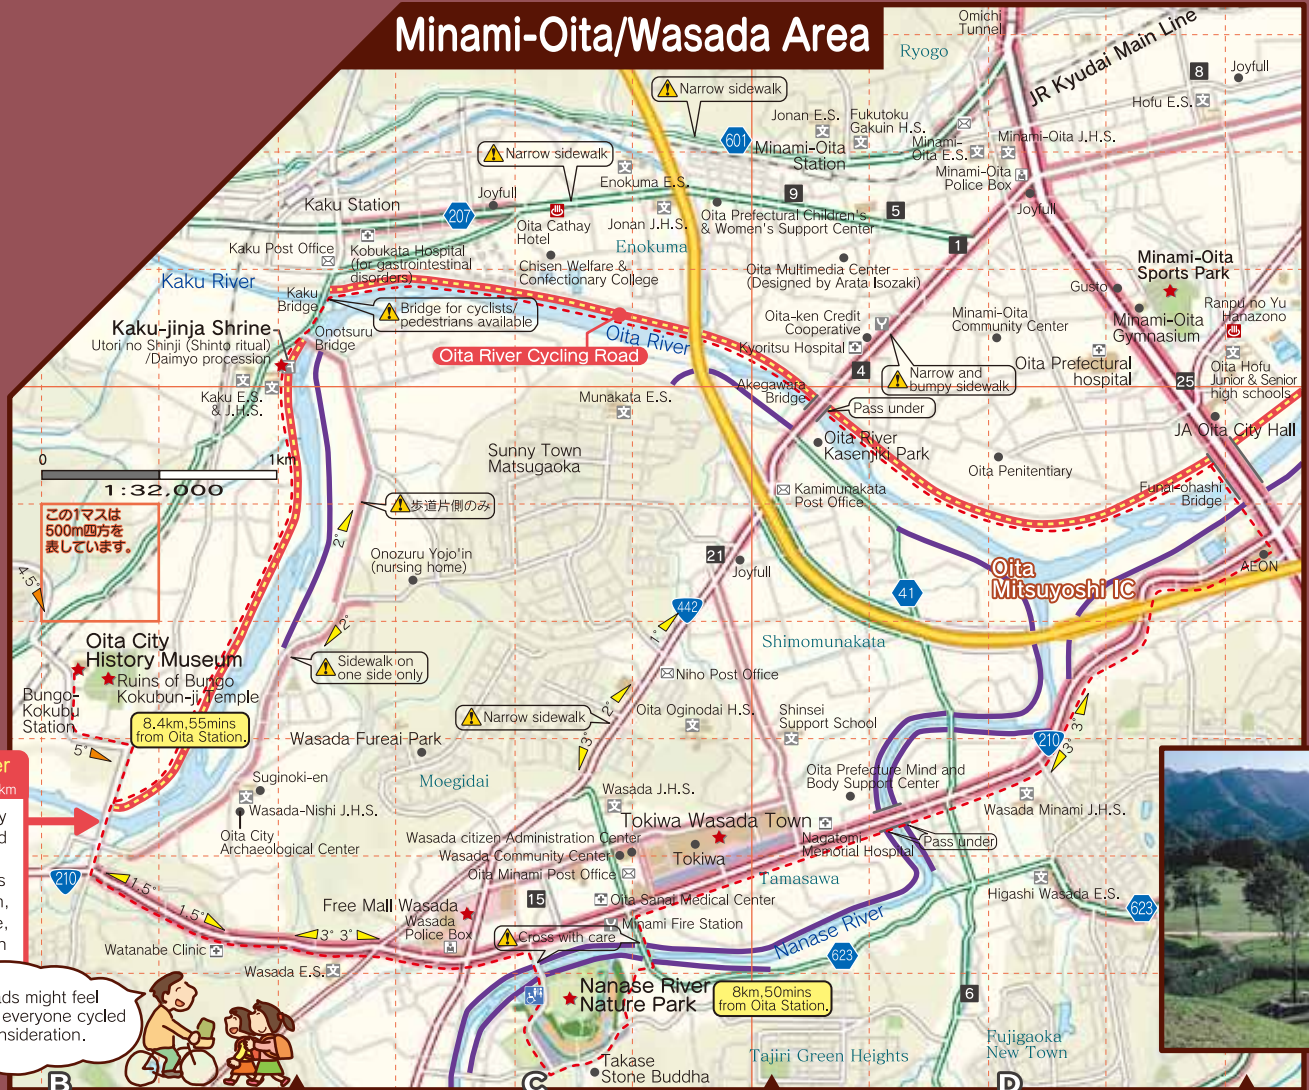 Minami-Oita/Wasada Area
Omichi
Tunnel
Ryogo
JR Kyudai Main Line
8
Joyfull
Hofu E.S.
Narrow sidewalk
601
Jonan E.S.
Fukutoku
Gakuin H.S.
Minami-Oita
Station
Minami-
Oita E.S.
Minami-Oita J.H.S.
Minami-Oita
Police Box
Joyfull
Narrow sidewalk
Enokuma E.S.
9
5
1
Kaku Station
207
Joyfull
Oita Cathay
Hotel
Jonan J.H.S.
Enokuma
Oita Prefectural Children's
& Women's Support Center
Kaku Post Office
Kobukata Hospital
(for gastrointestinal
disorders)
Chisen Welfare &
Confectionary College
Oita Multimedia Center
(Designed by Arata Isozaki)
Minami-Oita
Sports Park
Gusto
Minami-Oita
Gymnasium
Ranpu no Yu
Hanazono
Kaku River
Kaku
Bridge
Bridge for cyclists/
pedestrians available
Oita River
Oita River Cycling Road
Oita-ken Credit
Cooperative
Minami-Oita
Community Center
Kyoritsu Hospital
Oita Prefectural
hospital
Oita Hofu
Junior & Senior
high schools
Kaku-jinja Shrine
Utori no Shinji (Shinto ritual)
/Daimyo procession
Onotsuru
Bridge
4
Narrow and
bumpy sidewalk
25
Kaku E.S.
& J.H.S.
Munakata E.S.
Akegawara
Bridge
Pass under
JA Oita City Hall
Sunny Town
Matsugaoka
Oita River
Kasenjiki Park
Oita Penitentiary
0
1km
1:32,000
Kamimunakata
Post Office
Funai-ohashi
Bridge
この1マスは
500m四方を
表しています。
歩道片側のみ
2°
Onozuru Yojo'in
(nursing home)
21
Joyfull
AEON
Oita
Mitsuyoshi IC
4.5°
442
41
1°
2°
Shimomunakata
Oita City
History Museum
Ruins of Bungo
Kokubun-ji Temple
Sidewalk on
one side only
Niho Post Office
Bungo-
Kokubu
Station
8.4km,55mins
from Oita Station.
Narrow sidewalk
2°
Oita Oginodai H.S.
Shinsei
Support School
5°
Wasada Fureai Park
3°
210
3°
3°
Moegidai
Suginoki-en
Wasada-Nishi J.H.S.
Oita City
Archaeological Center
Wasada J.H.S.
Oita Prefecture Mind and
Body Support Center
Wasada Minami J.H.S.
Tokiwa Wasada Town
Wasada citizen Administration Center
Wasada Community Center
Tokiwa
Nagatomi
Memorial Hospital
Pass under
Oita Minami Post Office
Tamasawa
210
1.5°
1.5°
15
Oita Sanai Medical Center
Higashi Wasada E.S.
623
Free Mall Wasada
Wasada
Police Box
Minami Fire Station
3° 3°
Cross with care
Nanase River
Watanabe Clinic
Wasada E.S.
623
Nanase River
Nature Park
8km,50mins
from Oita Station.
6
Fujigaoka
New Town
Tajiri Green Heights
Takase
Stone Buddha
km
ds might feel
everyone cycled
nsideration.
B
C
D